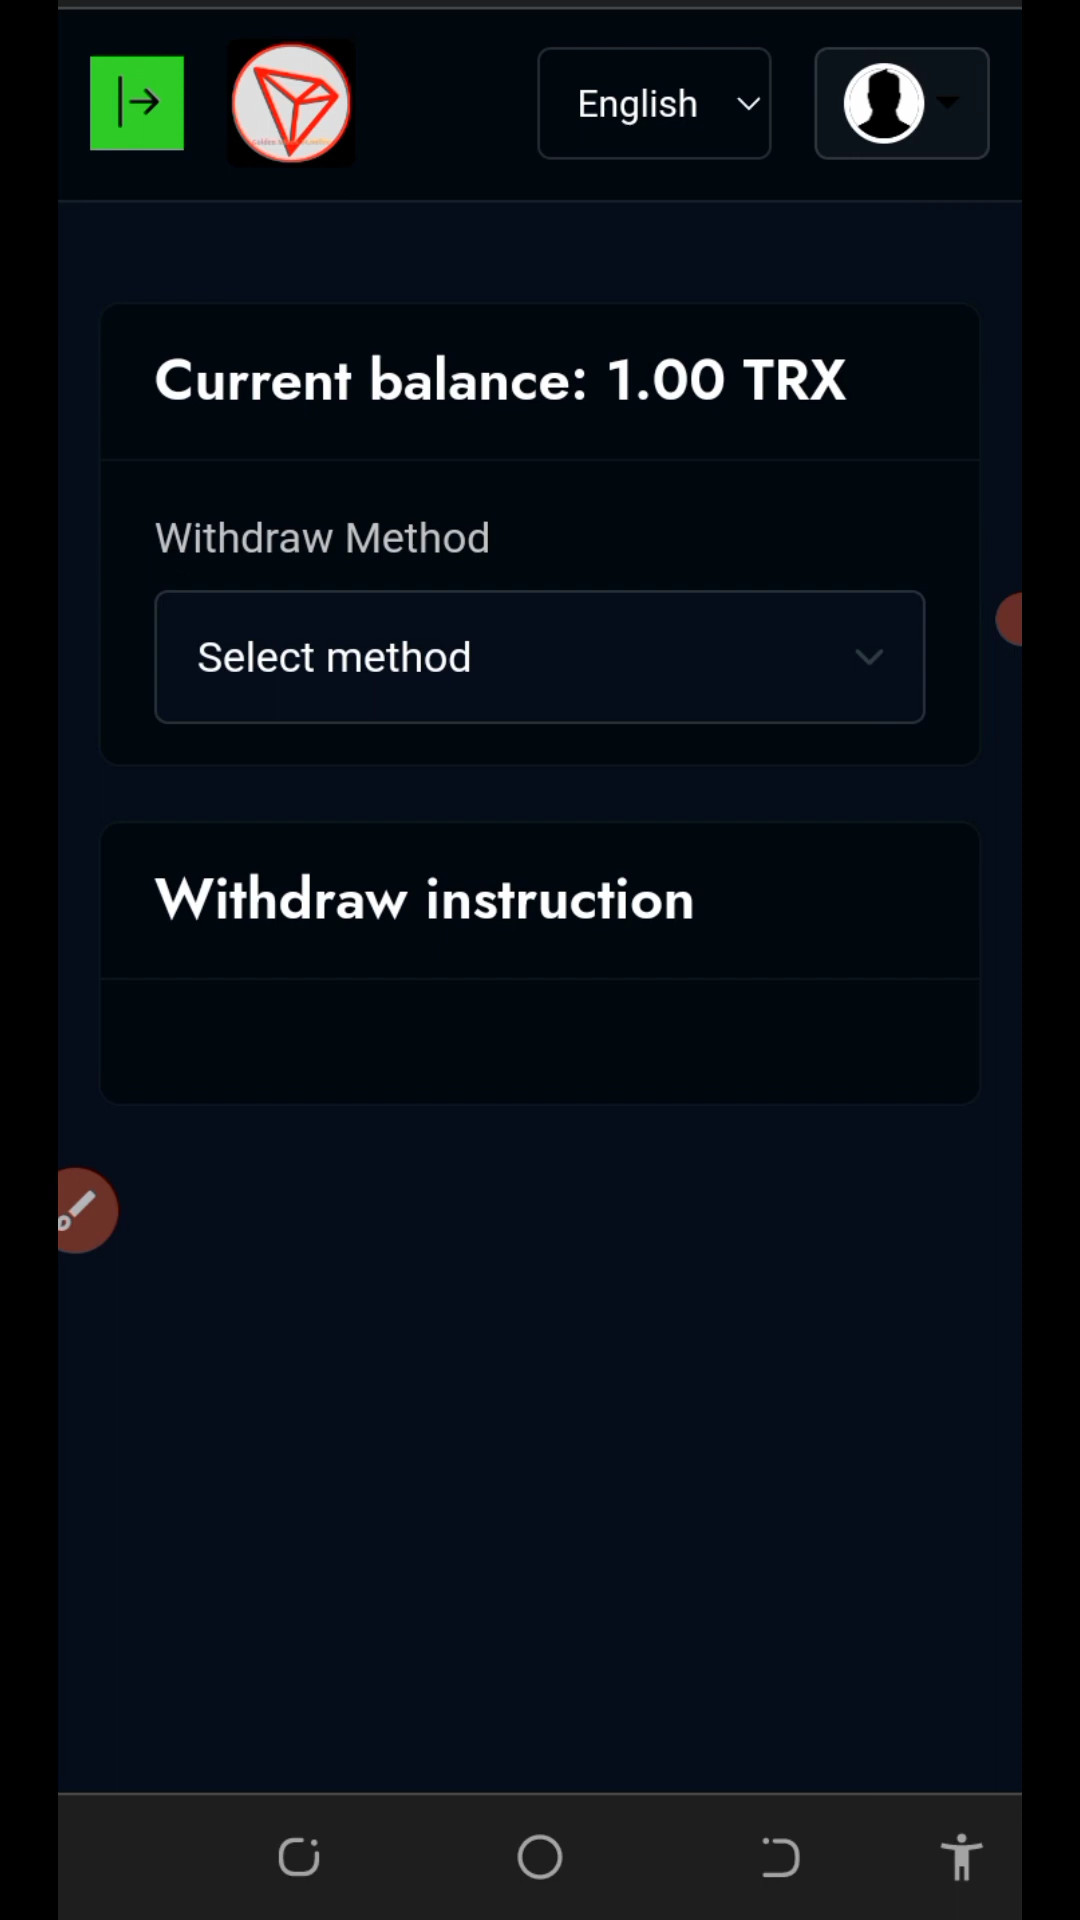 English
Current balance: 1.00 TRX
Withdraw Method
Select method
Withdraw instruction